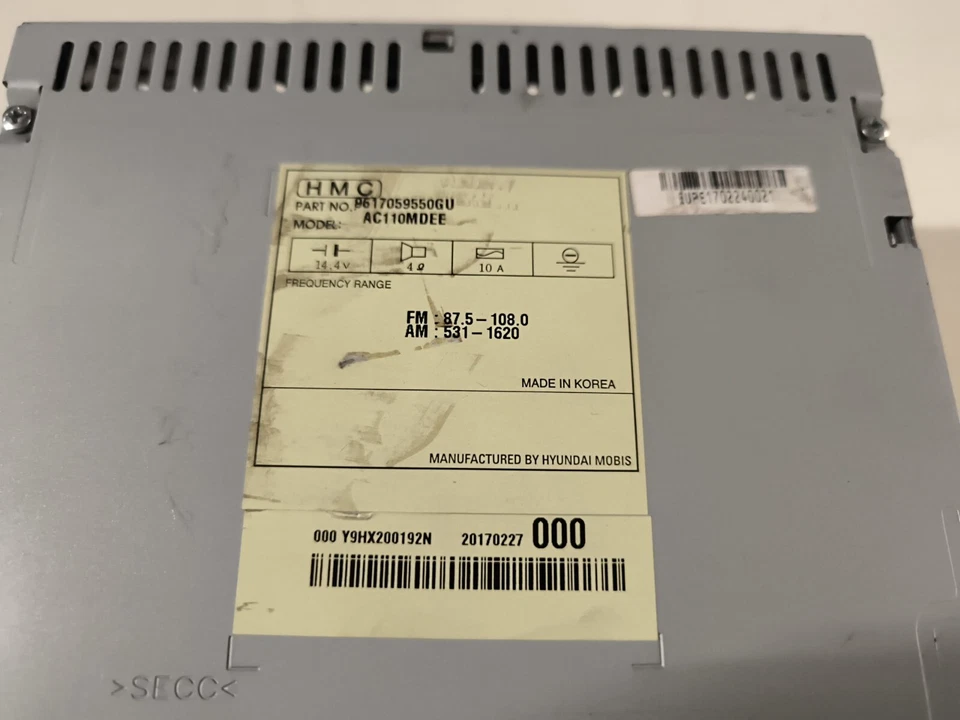 HMC
PART NO. 9617059550GU
MODEL: AC110MDEE
14.4V 4Ω 10 A
FREQUENCY RANGE
FM : 87.5 – 108.0
AM : 531 – 1620
MADE IN KOREA
MANUFACTURED BY HYUNDAI MOBIS
000 Y9HX200192N 20170227 000
>SECC<